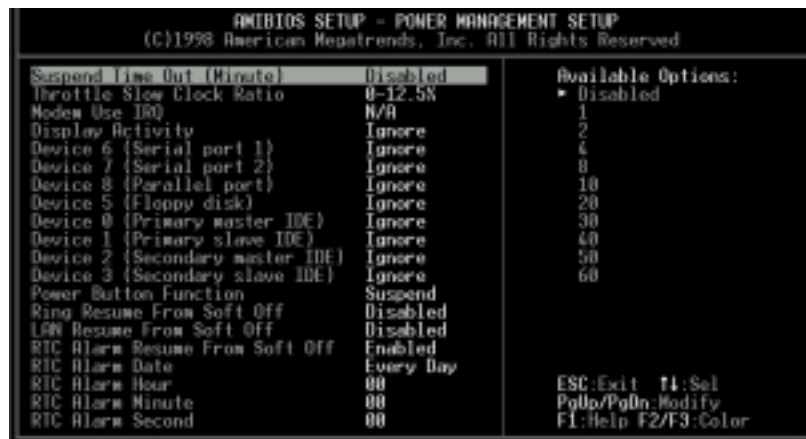 AMIBIOS SETUP - POWER MANAGEMENT SETUP
(C)1998 American Megatrends, Inc. All Rights Reserved
Suspend Time Out (Minute) Disabled
Throttle Slow Clock Ratio 0-12.5%
Modem Use IRQ N/A
Display Activity Ignore
Device 6 (Serial port 1) Ignore
Device 7 (Serial port 2) Ignore
Device 8 (Parallel port) Ignore
Device 5 (Floppy disk) Ignore
Device 0 (Primary master IDE) Ignore
Device 1 (Primary slave IDE) Ignore
Device 2 (Secondary master IDE) Ignore
Device 3 (Secondary slave IDE) Ignore
Power Button Function Suspend
Ring Resume From Soft Off Disabled
LAN Resume From Soft Off Disabled
RTC Alarm Resume From Soft Off Enabled
RTC Alarm Date Every Day
RTC Alarm Hour 00
RTC Alarm Minute 00
RTC Alarm Second 00
Available Options:
► Disabled
1
2
4
8
10
20
30
40
50
60
ESC:Exit ↑↓:Sel
PgUp/PgDn:Modify
F1:Help F2/F3:Color